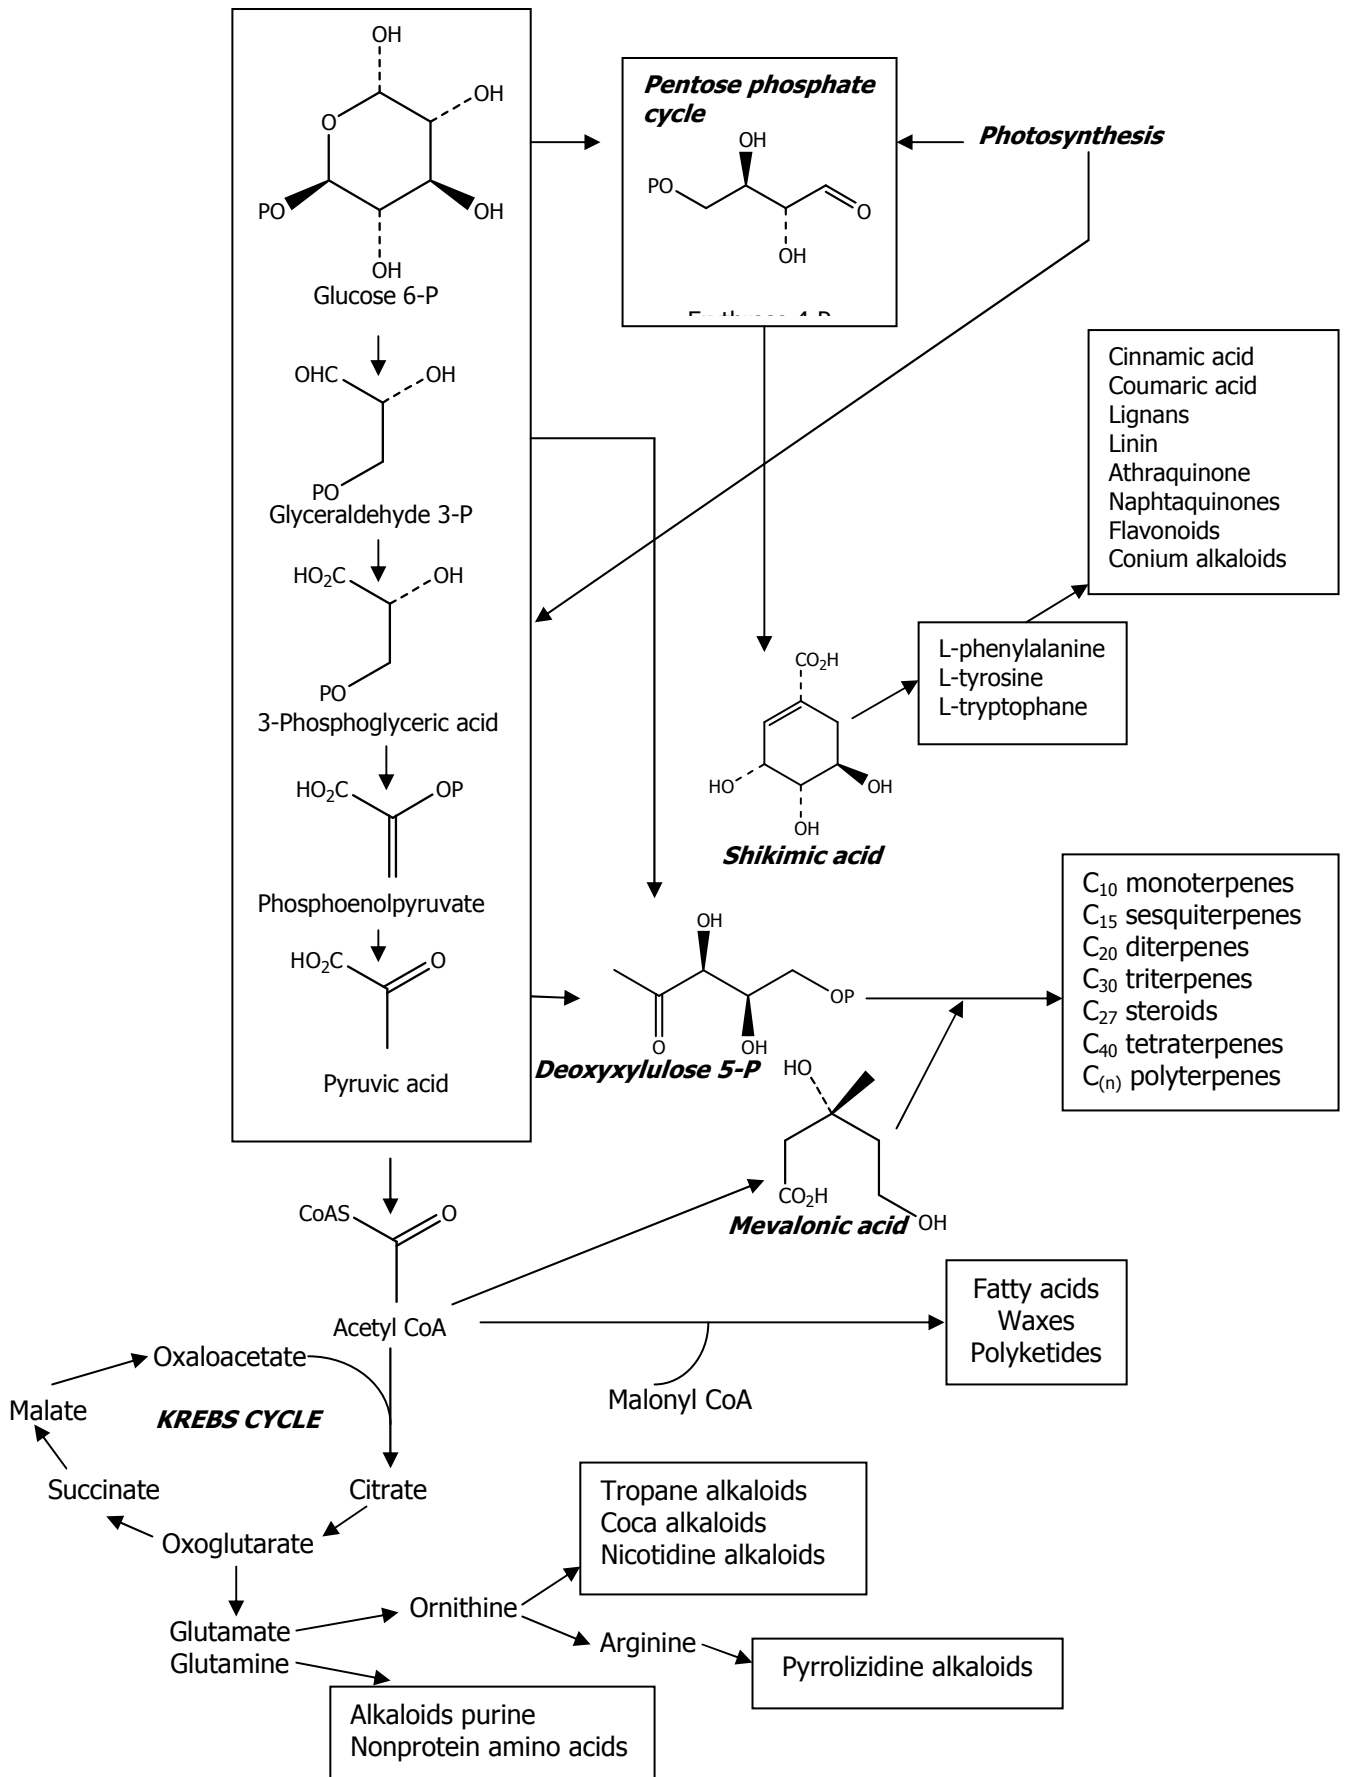 OH
OH
O
PO
OH
OH
Glucose 6-P
OHC
OH
PO
Glyceraldehyde 3-P
HO2C
OH
PO
3-Phosphoglyceric acid
HO2C
OP
Phosphoenolpyruvate
HO2C
O
Pyruvic acid
Pentose phosphate
cycle
OH
PO
O
OH
Photosynthesis
Cinnamic acid
Coumaric acid
Lignans
Linin
Athraquinone
Naphtaquinones
Flavonoids
Conium alkaloids
L-phenylalanine
L-tyrosine
L-tryptophane
CO2H
HO
OH
OH
Shikimic acid
OH
OP
O
OH
Deoxyxylulose 5-P
C10 monoterpenes
C15 sesquiterpenes
C20 diterpenes
C30 triterpenes
C27 steroids
C40 tetraterpenes
C(n) polyterpenes
HO
CO2H
OH
Mevalonic acid
CoAS
O
Acetyl CoA
Fatty acids
Waxes
Polyketides
Malonyl CoA
Oxaloacetate
Malate
KREBS CYCLE
Succinate
Citrate
Oxoglutarate
Tropane alkaloids
Coca alkaloids
Nicotidine alkaloids
Glutamate
Glutamine
Ornithine
Arginine
Pyrrolizidine alkaloids
Alkaloids purine
Nonprotein amino acids